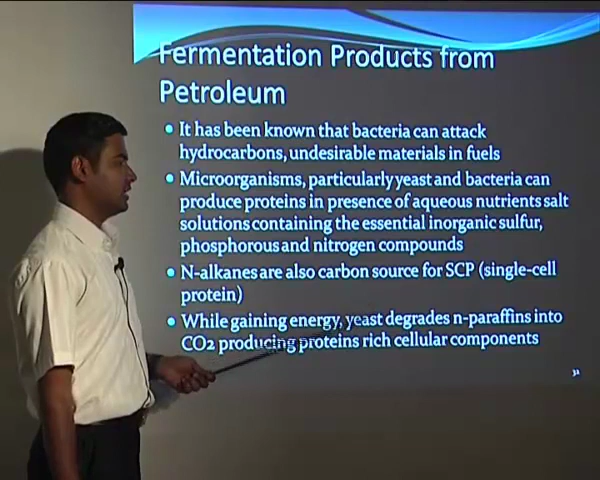 Fermentation Products from
Petroleum
It has been known that bacteria can attack
hydrocarbons, undesirable materials in fuels
Microorganisms, particularly yeast and bacteria can
produce proteins in presence of aqueous nutrients salt
solutions containing the essential inorganic sulfur,
phosphorous and nitrogen compounds
N-alkanes are also carbon source for SCP (single-cell
protein)
While gaining energy, yeast degrades n-paraffins into
CO2 producing proteins rich cellular components